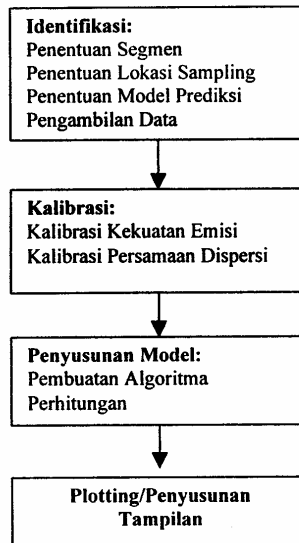 Identifikasi:
Penentuan Segmen
Penentuan Lokasi Sampling
Penentuan Model Prediksi
Pengambilan Data
Kalibrasi:
Kalibrasi Kekuatan Emisi
Kalibrasi Persamaan Dispersi
Penyusunan Model:
Pembuatan Algoritma
Perhitungan
Plotting/Penyusunan
Tampilan